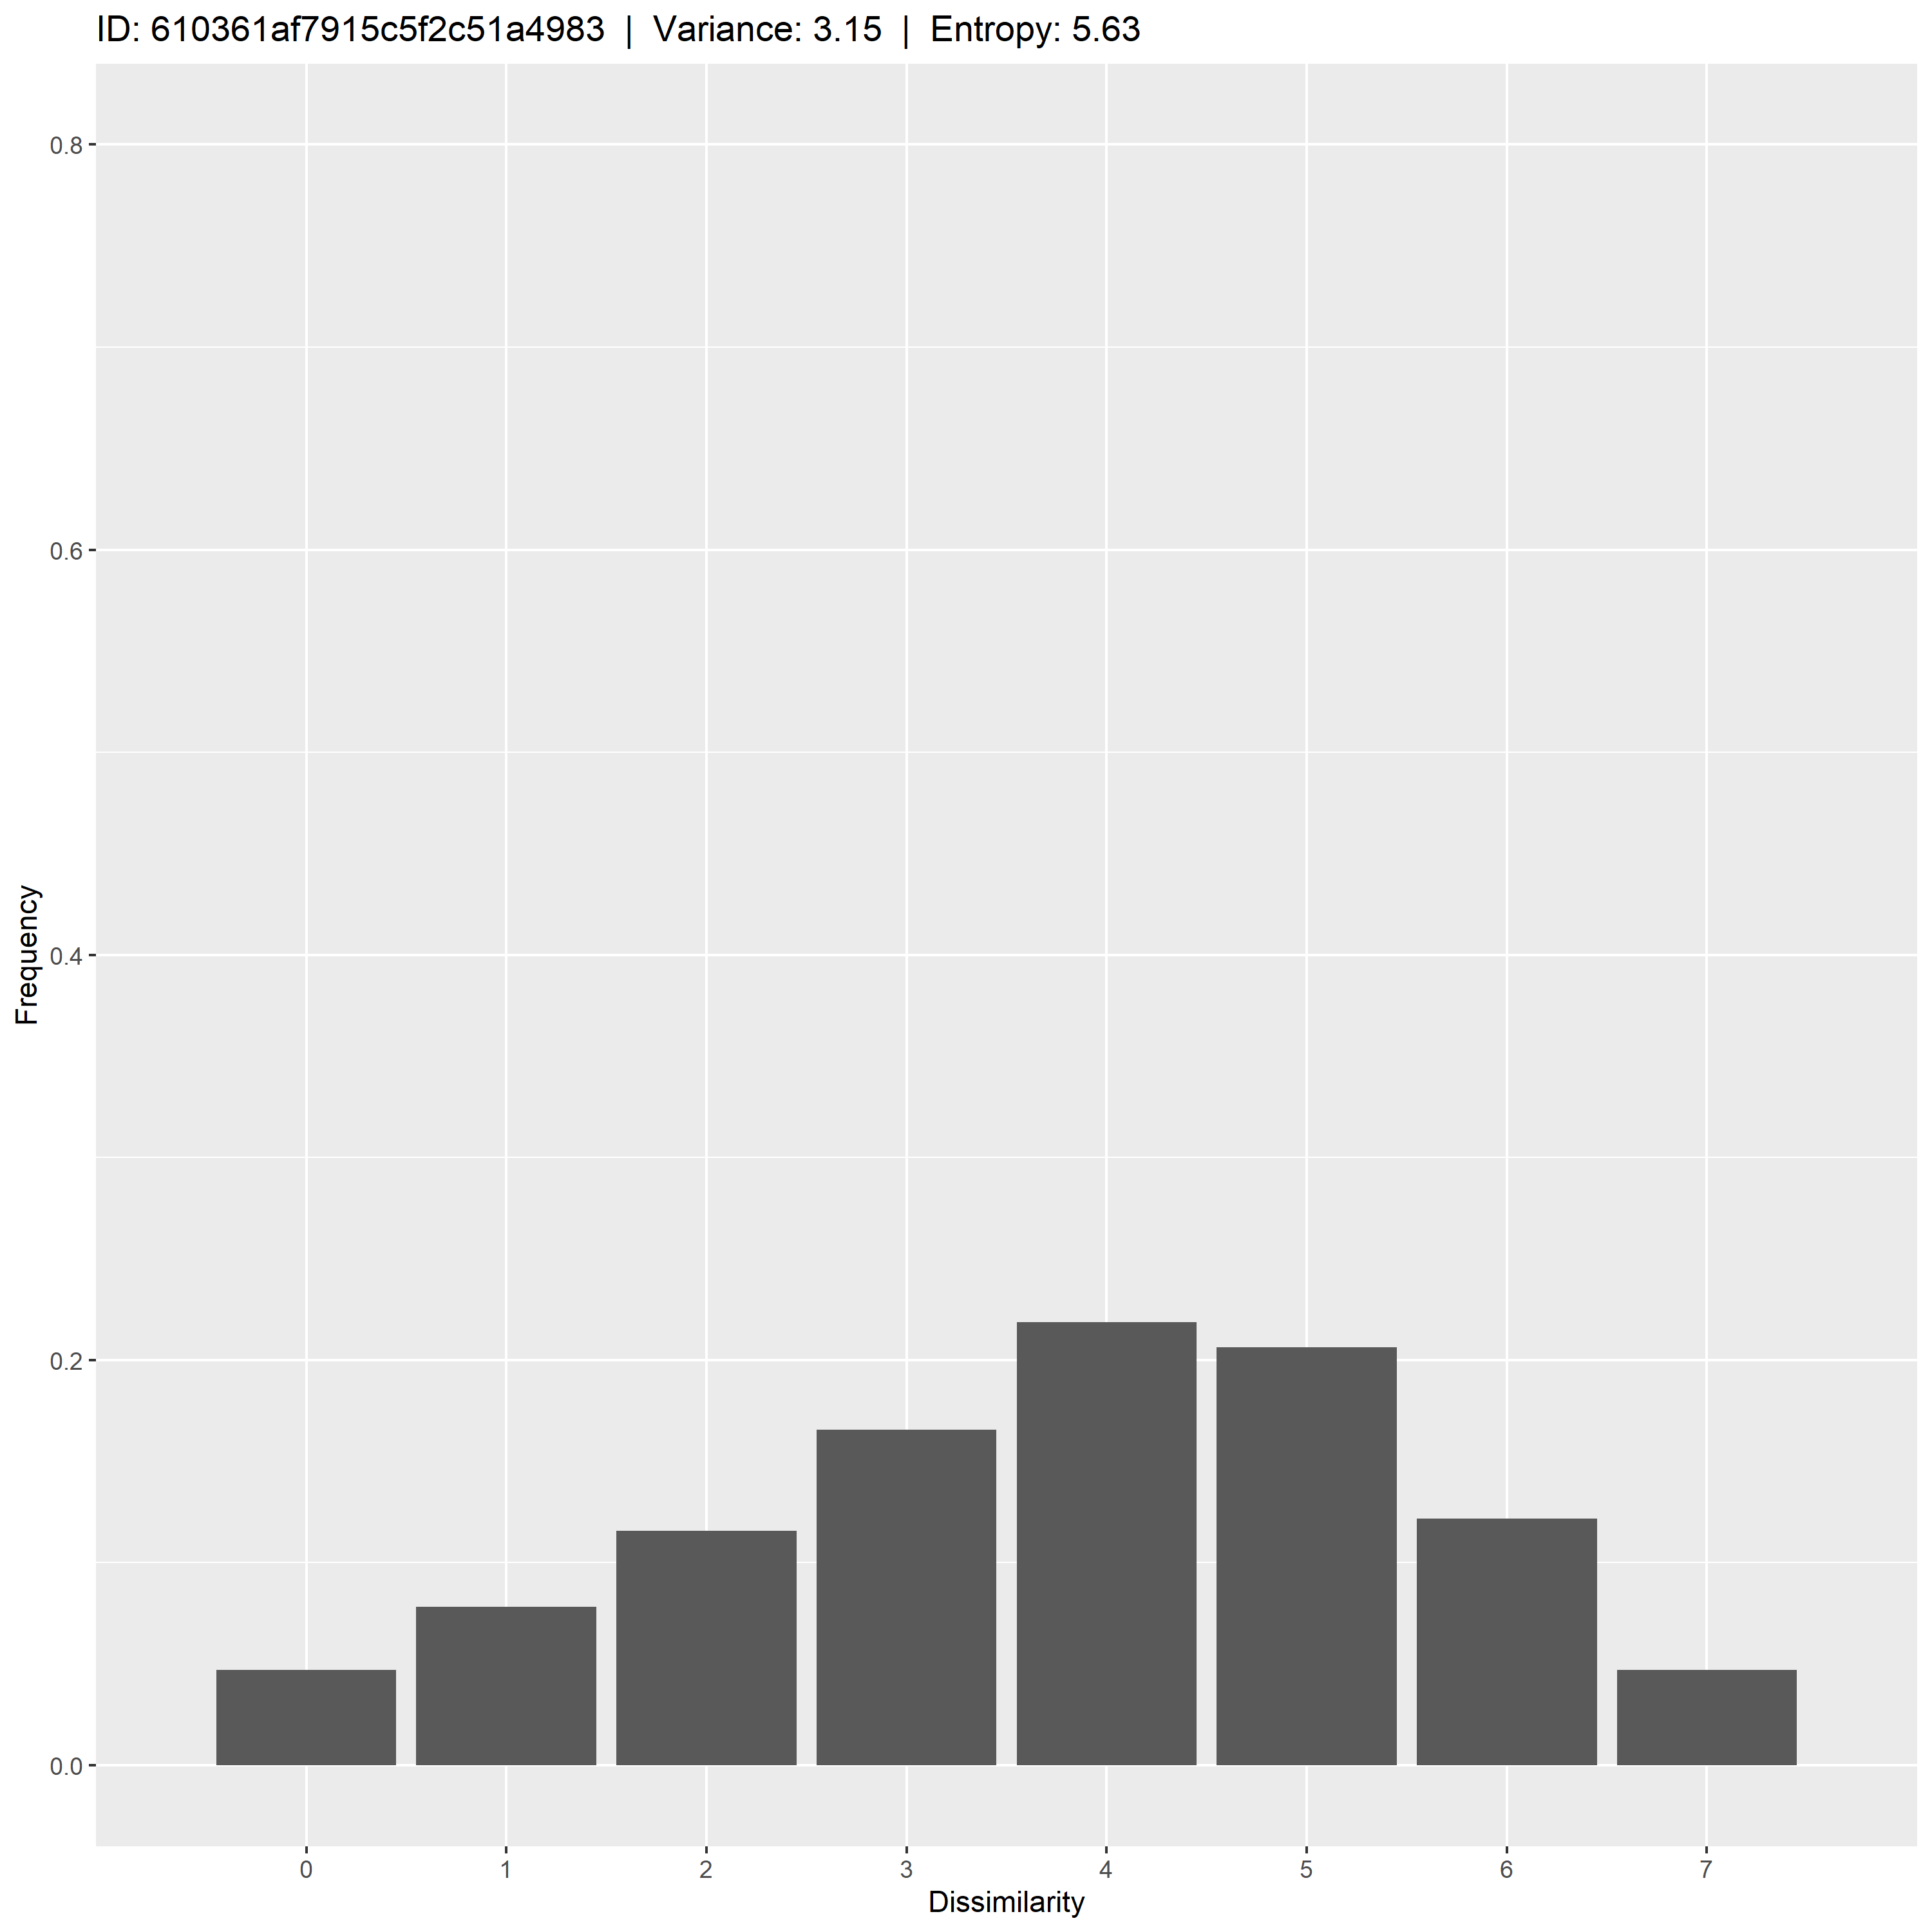 ID: 610361af7915c5f2c51a4983 | Variance: 3.15 | Entropy: 5.63
Frequency
0.8
0.6
0.4
0.2
0.0
0 1 2 3 4 5 6 7
Dissimilarity